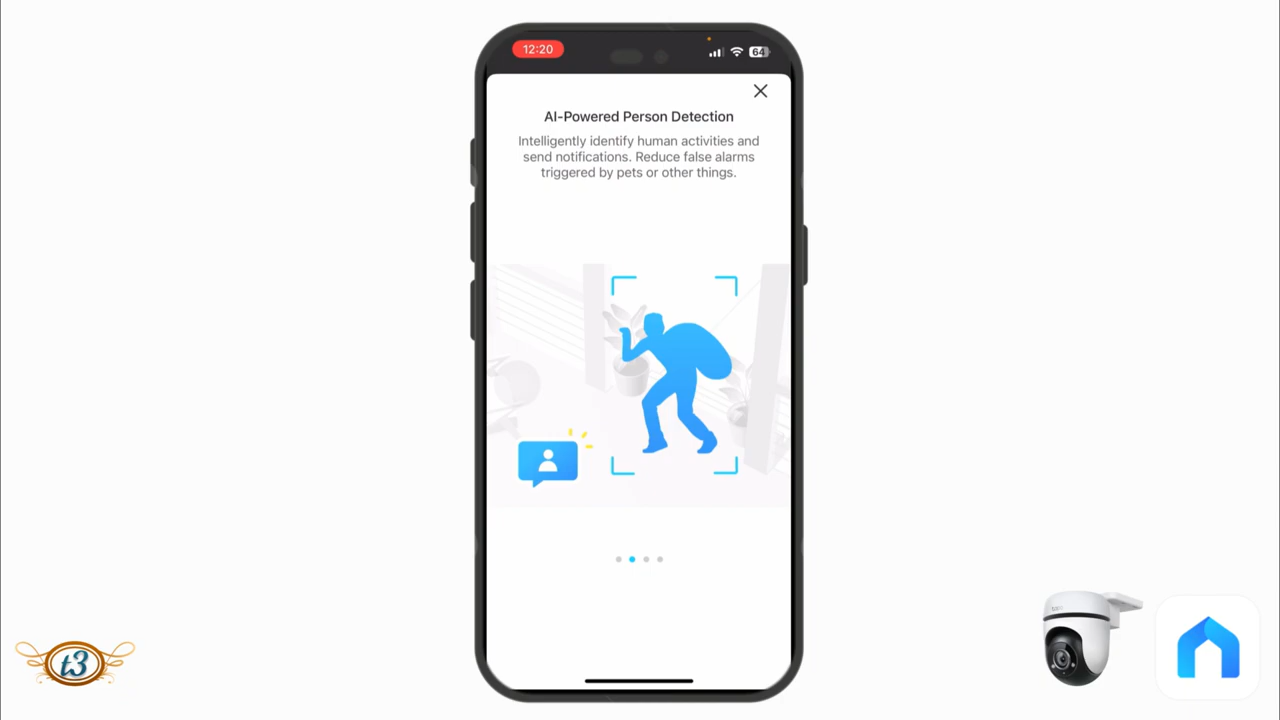 12:20
64
AI-Powered Person Detection
Intelligently identify human activities and
send notifications. Reduce false alarms
triggered by pets or other things.
t3